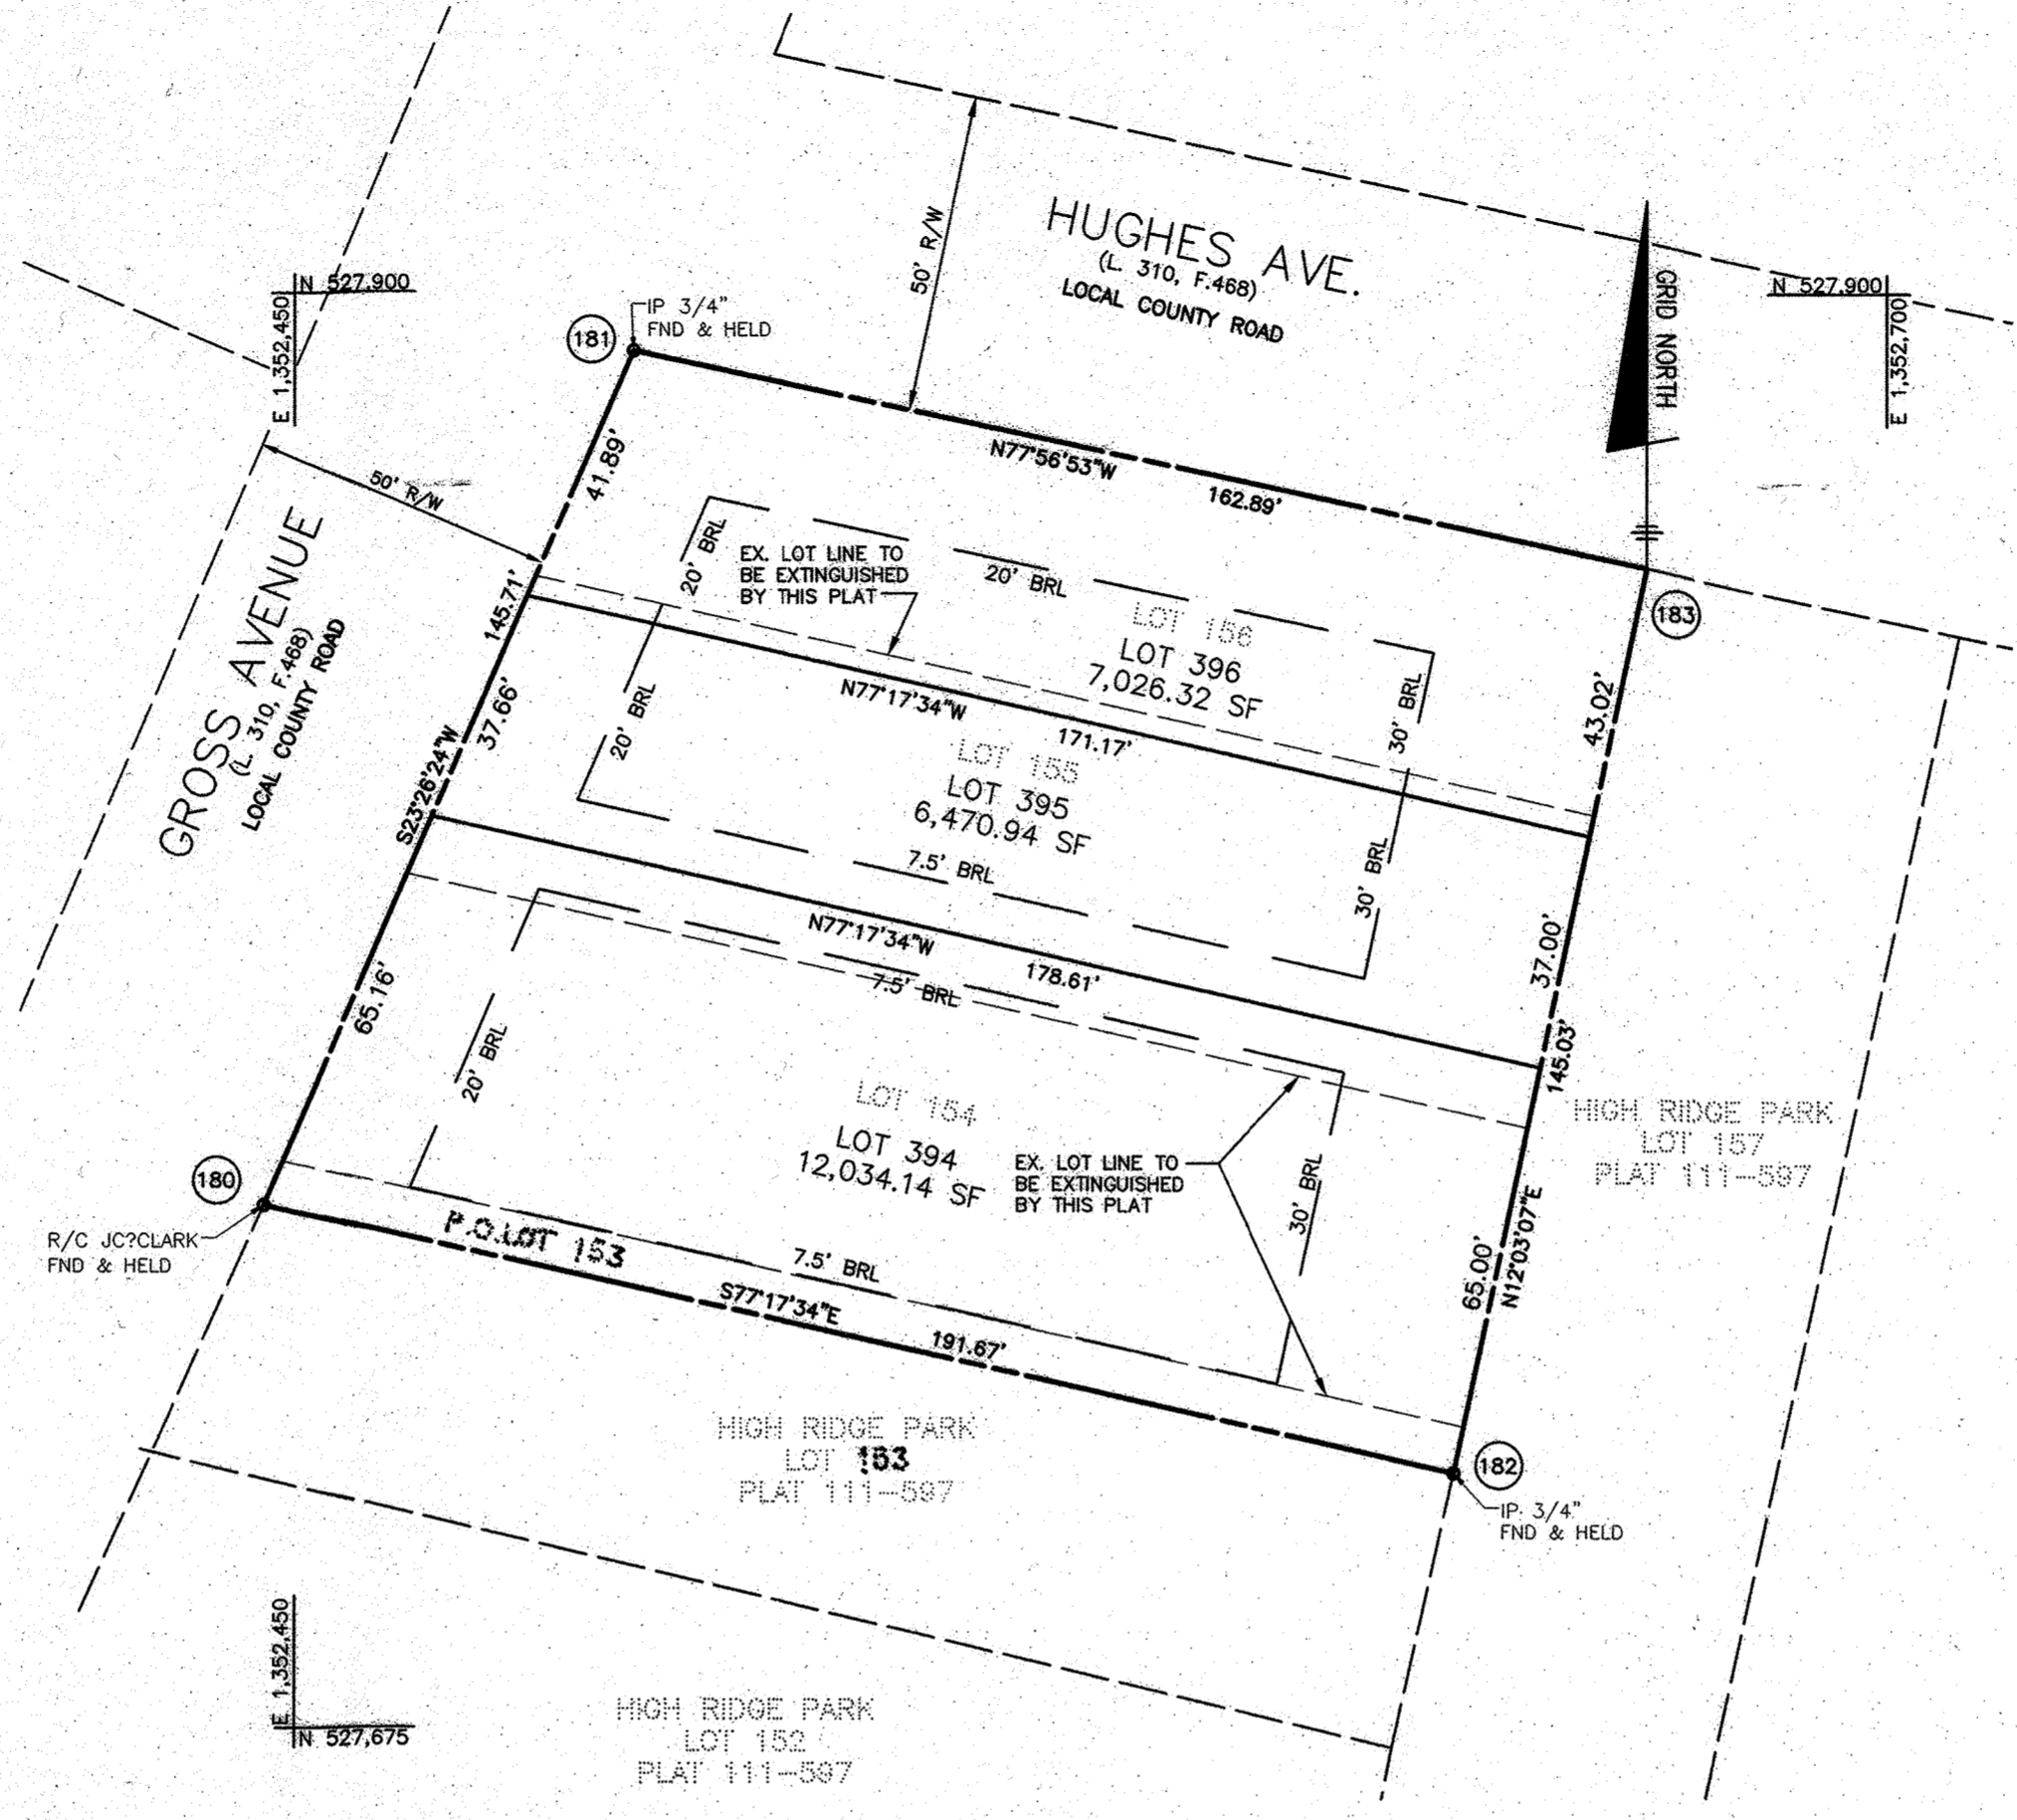 HUGHES AVE.
(L. 310, F.468)
LOCAL COUNTY ROAD
50' R/W
GRID NORTH
N 527,900
E 1,352,450
N 527,900
E 1,352,700
181
IP 3/4"
FND & HELD
41.89'
N77°56'53"W
162.89'
50' R/W
GROSS AVENUE
(L. 310, F.468)
LOCAL COUNTY ROAD
20' BRL
EX. LOT LINE TO
BE EXTINGUISHED
BY THIS PLAT
20' BRL
183
LOT 156
LOT 396
7,026.32 SF
30' BRL
43.02'
145.71'
N77°17'34"W
171.17'
37.66'
S23°26'24"W
20' BRL
LOT 155
LOT 395
6,470.94 SF
7.5' BRL
30' BRL
37.00'
N77°17'34"W
178.61'
7.5' BRL
145.03'
65.16'
20' BRL
LOT 154
LOT 394
12,034.14 SF
EX. LOT LINE TO
BE EXTINGUISHED
BY THIS PLAT
30' BRL
HIGH RIDGE PARK
LOT 157
PLAT 111-597
65.00'
N12°03'07"E
180
R/C JC?CLARK
FND & HELD
P.O.LOT 153
7.5' BRL
S77°17'34"E
191.67'
182
IP 3/4"
FND & HELD
HIGH RIDGE PARK
LOT 153
PLAT 111-597
E 1,352,450
N 527,675
HIGH RIDGE PARK
LOT 152
PLAT 111-597